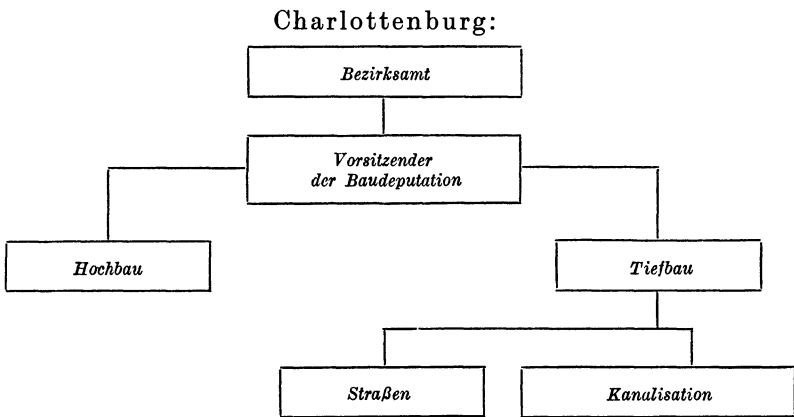 Charlottenburg:
Bezirksamt
Vorsitzender
der Baudeputation
Hochbau
Tiefbau
Straßen
Kanalisation